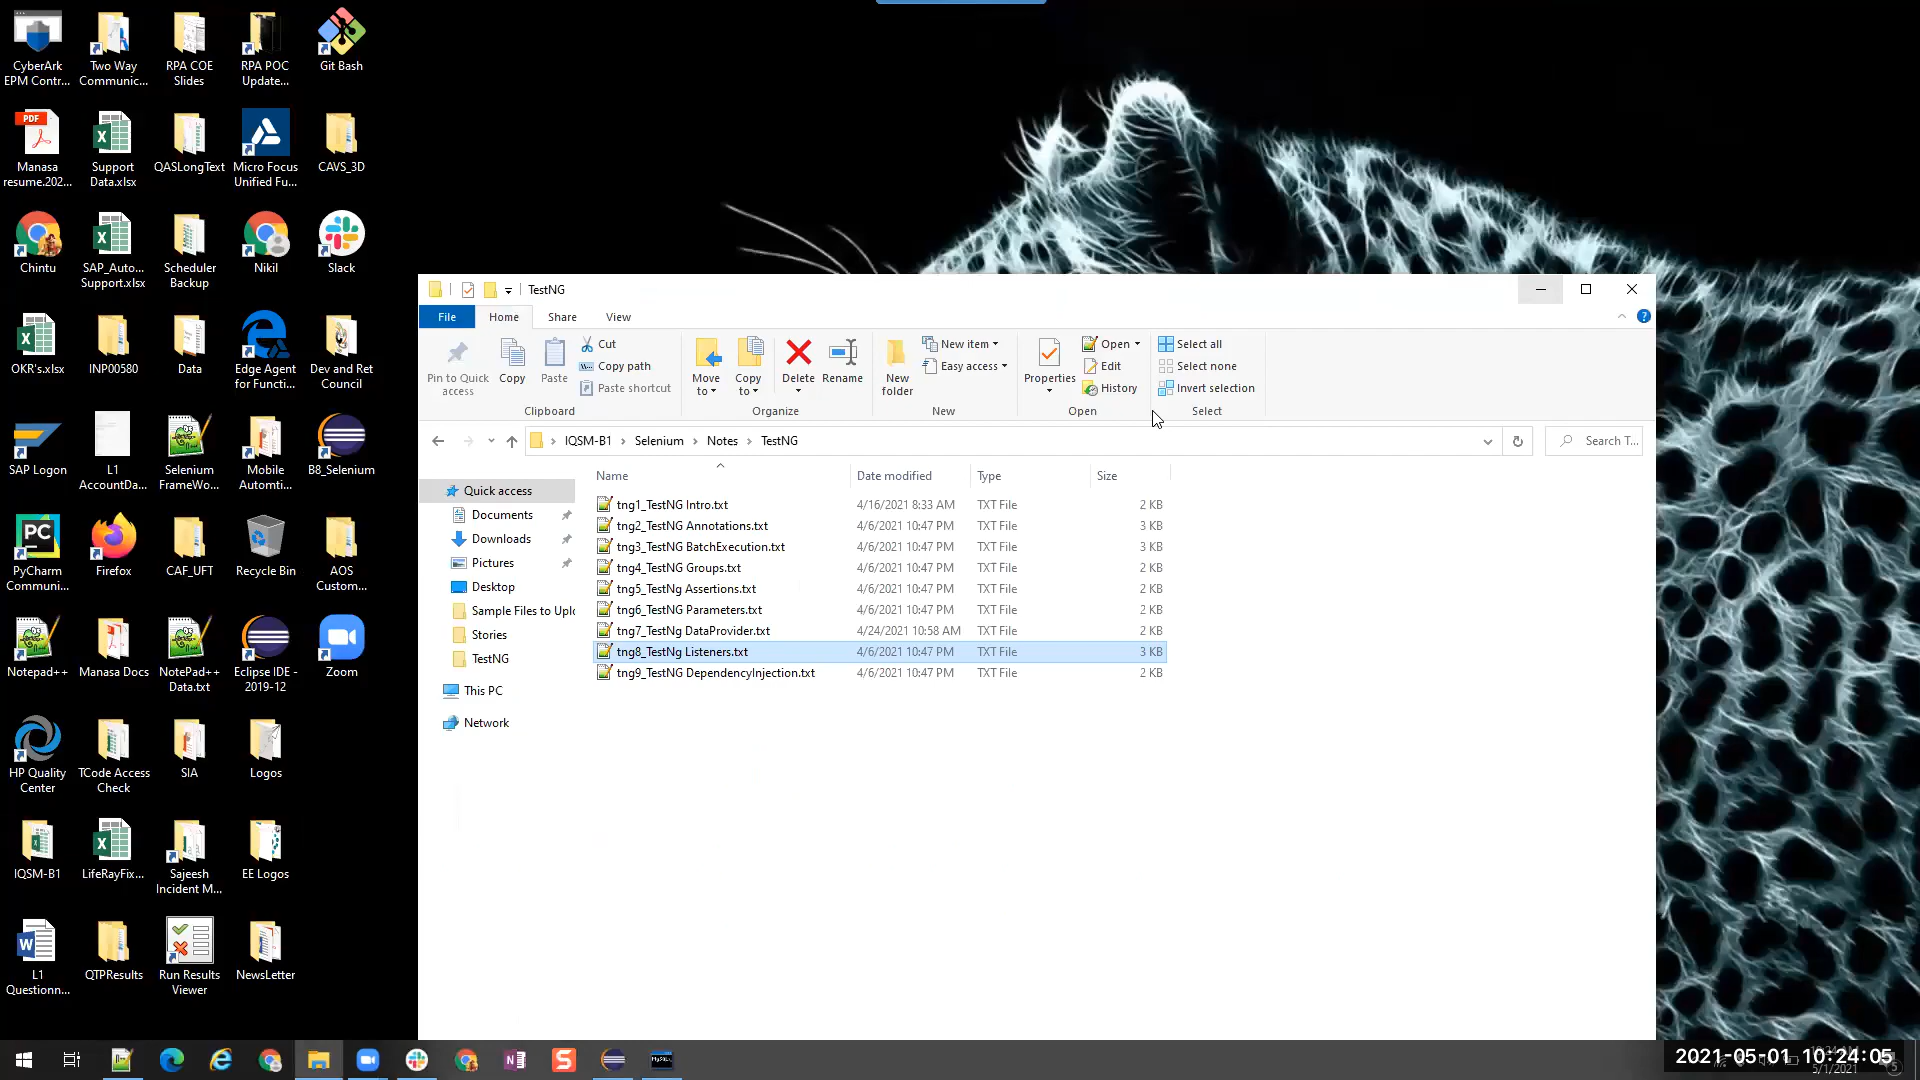 CyberArk
EPM Contr...
Two Way
Communic...
RPA COE
Slides
RPA POC
Update...
Git Bash
PDF
Manasa
resume.202...
Support
Data.xlsx
QASLongText
Micro Focus
Unified Fu...
CAVS_3D
Chintu
SAP_Auto...
Support.xlsx
Scheduler
Backup
Nikil
Slack
OKR's.xlsx
INP00580
Data
Edge Agent
for Functi...
Dev and Ret
Council
SAP Logon
L1
AccountDa...
Selenium
FrameWo...
Mobile
Automti...
B8_Selenium
PC
PyCharm
Communi...
Firefox
CAF_UFT
Recycle Bin
AOS
Custom...
Notepad++
Manasa Docs
NotePad++
Data.txt
Eclipse IDE -
2019-12
Zoom
HP Quality
Center
TCode Access
Check
SIA
Logos
IQSM-B1
LifeRayFix...
Sajeesh
Incident M...
EE Logos
L1
Questionn...
QTPResults
Run Results
Viewer
NewsLetter
TestNG
File Home Share View
Pin to Quick
access
Copy
Paste
Cut
Copy path
Paste shortcut
Clipboard
Move
to
Copy
to
Delete
Rename
Organize
New
folder
New item
Easy access
New
Properties
Open
Edit
History
Open
Select all
Select none
Invert selection
Select
IQSM-B1 > Selenium > Notes > TestNG
Search T...
Quick access
Documents
Downloads
Pictures
Desktop
Sample Files to Uplo
Stories
TestNG
This PC
Network
Name Date modified Type Size
tng1_TestNG Intro.txt 4/16/2021 8:33 AM TXT File 2 KB
tng2_TestNG Annotations.txt 4/6/2021 10:47 PM TXT File 3 KB
tng3_TestNG BatchExecution.txt 4/6/2021 10:47 PM TXT File 3 KB
tng4_TestNG Groups.txt 4/6/2021 10:47 PM TXT File 2 KB
tng5_TestNg Assertions.txt 4/6/2021 10:47 PM TXT File 2 KB
tng6_TestNG Parameters.txt 4/6/2021 10:47 PM TXT File 2 KB
tng7_TestNg DataProvider.txt 4/24/2021 10:58 AM TXT File 2 KB
tng8_TestNg Listeners.txt 4/6/2021 10:47 PM TXT File 3 KB
tng9_TestNG DependencyInjection.txt 4/6/2021 10:47 PM TXT File 2 KB
2021-05-01 10:24:05
5/1/2021